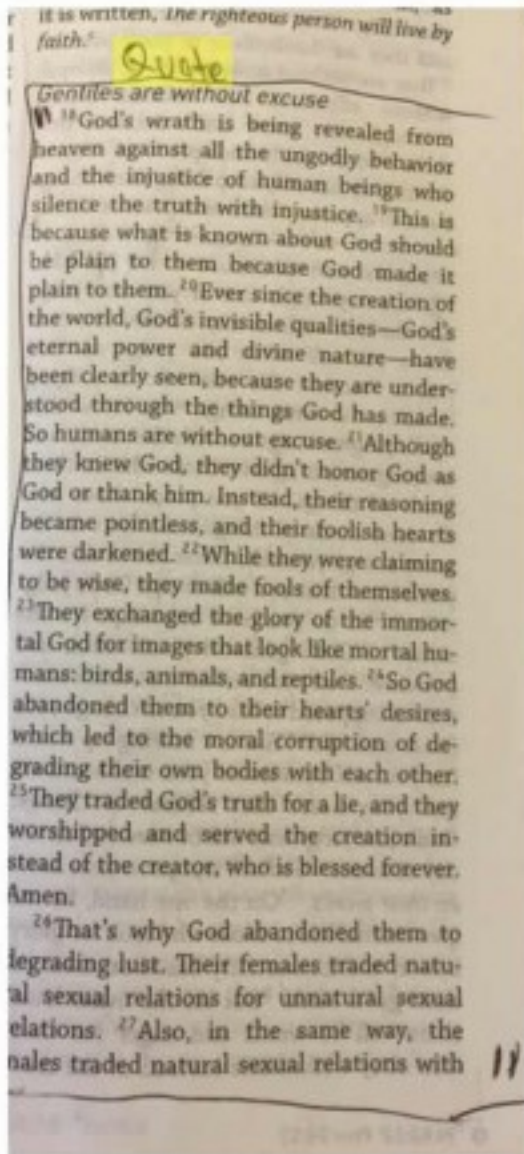 it is written, The righteous person will live by
faith.ᶜ
Quote
Gentiles are without excuse
" ¹⁸God's wrath is being revealed from
heaven against all the ungodly behavior
and the injustice of human beings who
silence the truth with injustice. ¹⁹This is
because what is known about God should
be plain to them because God made it
plain to them. ²⁰Ever since the creation of
the world, God's invisible qualities—God's
eternal power and divine nature—have
been clearly seen, because they are under-
stood through the things God has made.
So humans are without excuse. ²¹Although
they knew God, they didn't honor God as
God or thank him. Instead, their reasoning
became pointless, and their foolish hearts
were darkened. ²²While they were claiming
to be wise, they made fools of themselves.
²³They exchanged the glory of the immor-
tal God for images that look like mortal hu-
mans: birds, animals, and reptiles. ²⁴So God
abandoned them to their hearts' desires,
which led to the moral corruption of de-
grading their own bodies with each other.
²⁵They traded God's truth for a lie, and they
worshipped and served the creation in-
stead of the creator, who is blessed forever.
Amen.
²⁶That's why God abandoned them to
degrading lust. Their females traded natu-
al sexual relations for unnatural sexual
elations. ²⁷Also, in the same way, the
nales traded natural sexual relations with "